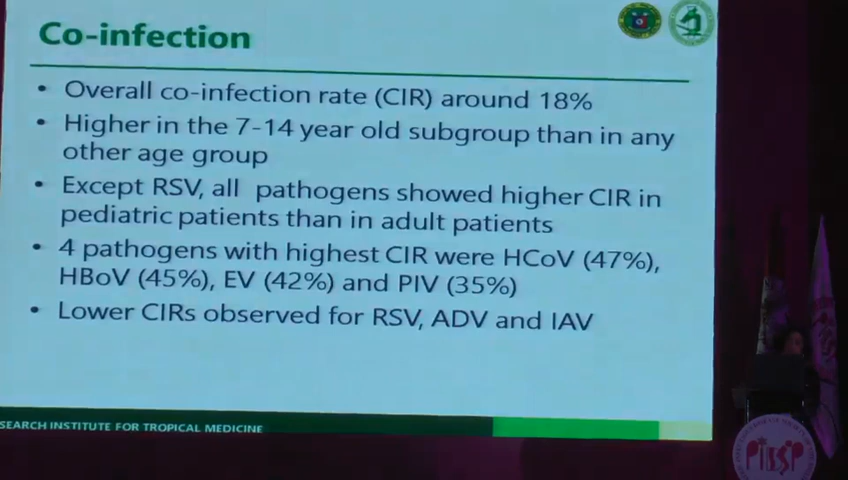 Co-infection
• Overall co-infection rate (CIR) around 18%
• Higher in the 7-14 year old subgroup than in any
other age group
• Except RSV, all pathogens showed higher CIR in
pediatric patients than in adult patients
• 4 pathogens with highest CIR were HCoV (47%),
HBoV (45%), EV (42%) and PIV (35%)
• Lower CIRs observed for RSV, ADV and IAV
SEARCH INSTITUTE FOR TROPICAL MEDICINE